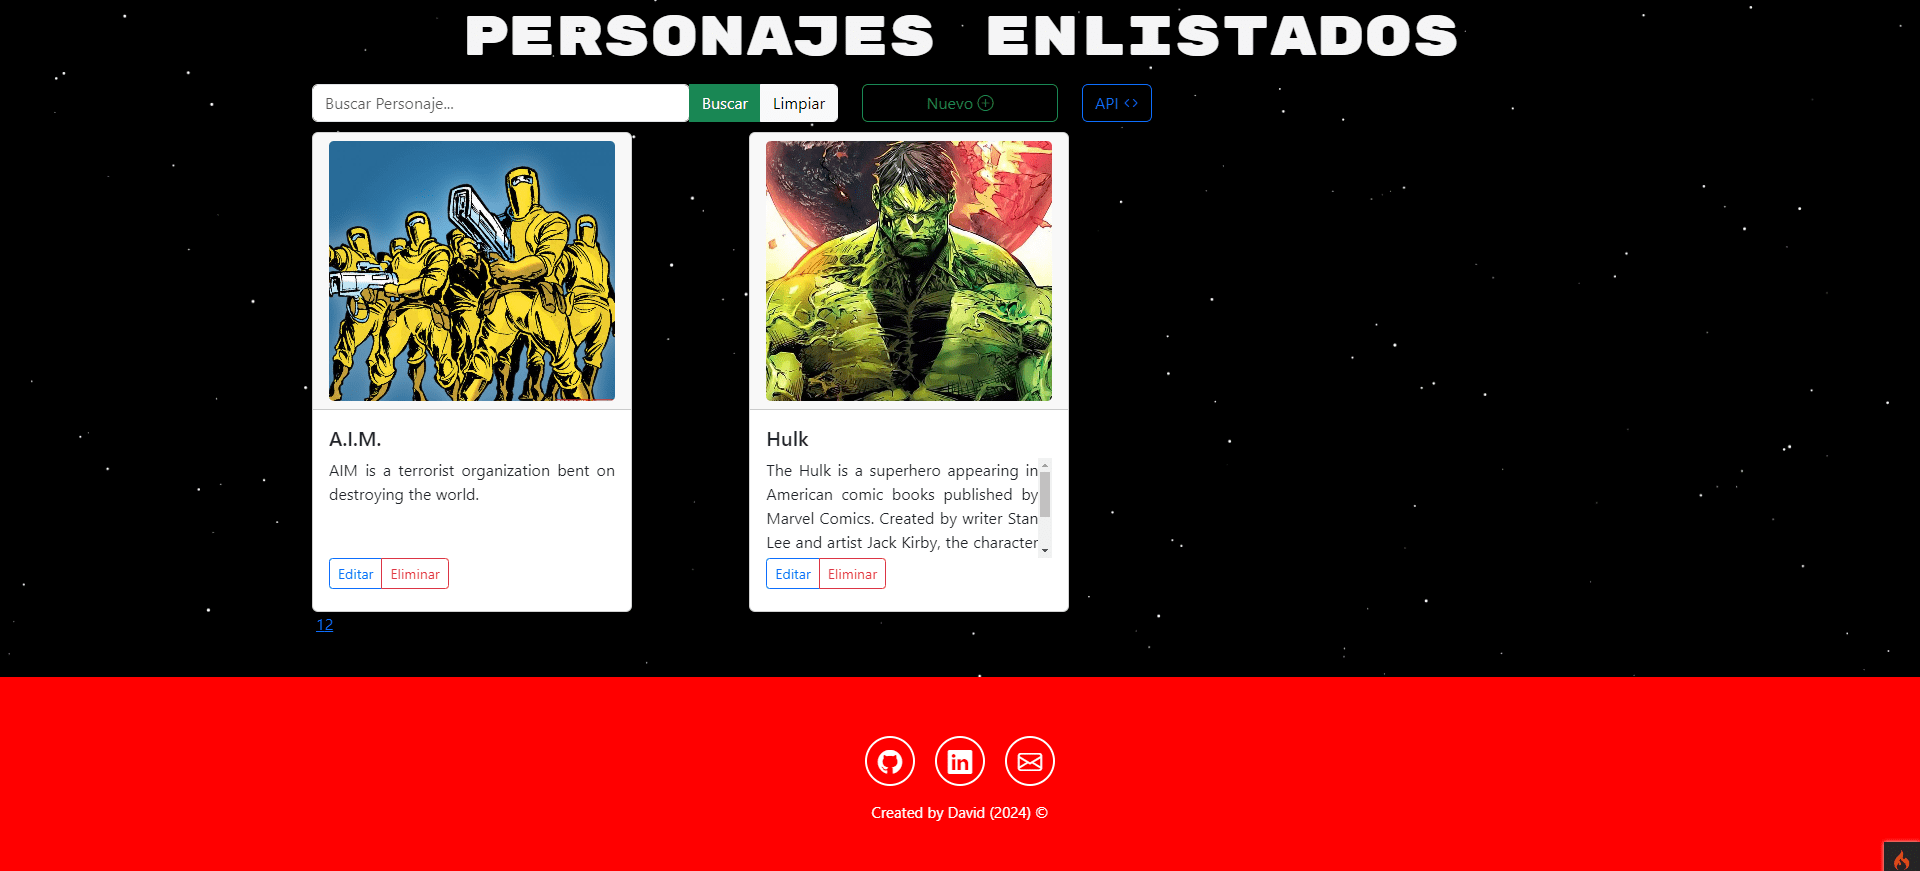 PERSONAJES ENLISTADOS
Buscar Personaje...
Buscar
Limpiar
Nuevo
API <>
A.I.M.
AIM is a terrorist organization bent on
destroying the world.
Editar
Eliminar
Hulk
The Hulk is a superhero appearing in
American comic books published by
Marvel Comics. Created by writer Stan
Lee and artist Jack Kirby, the character
Editar
Eliminar
12
in
Created by David (2024) ©